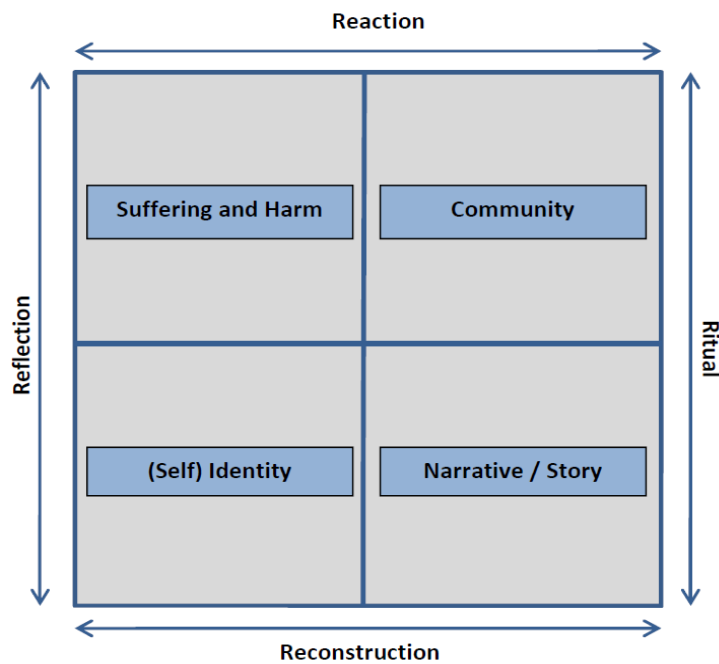 Reaction
Suffering and Harm
Community
Reflection
Ritual
(Self) Identity
Narrative / Story
Reconstruction